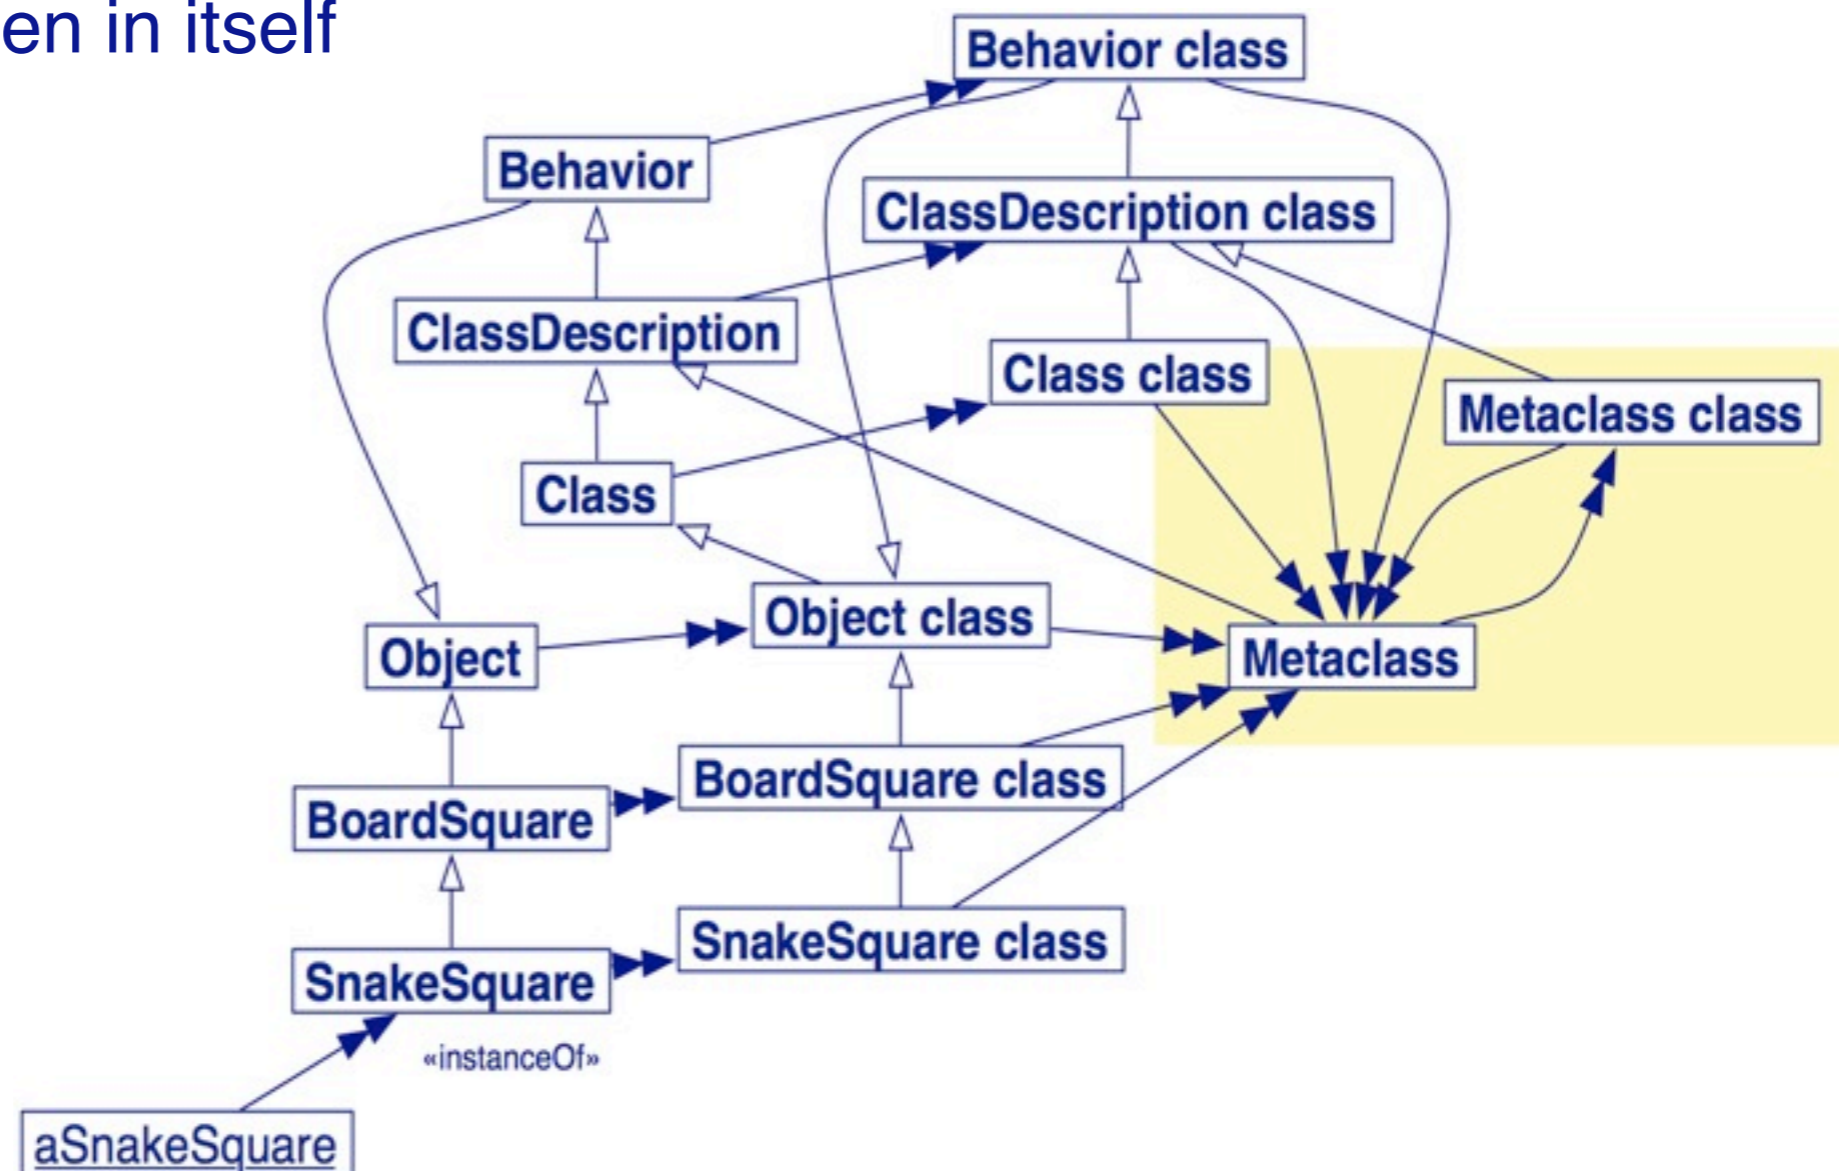 en in itself
Behavior class
Behavior
ClassDescription class
ClassDescription
Class class
Metaclass class
Class
Object class
Object
Metaclass
BoardSquare class
BoardSquare
SnakeSquare class
SnakeSquare
«instanceOf»
aSnakeSquare